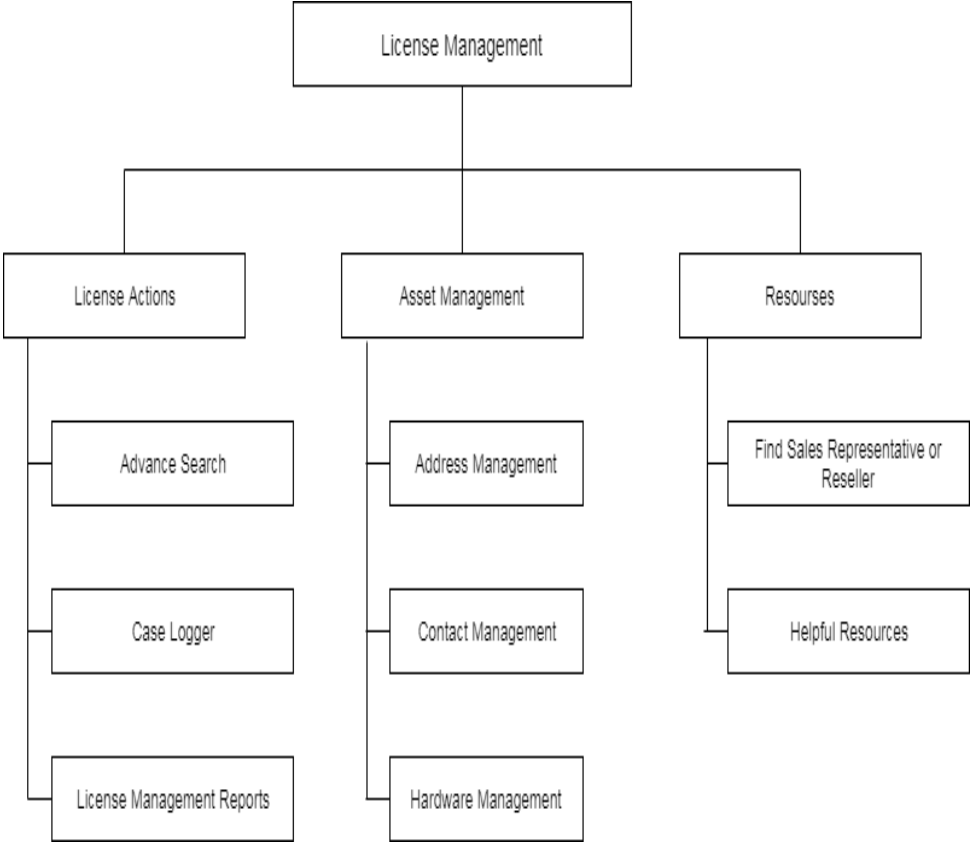 License Management
License Actions
Asset Management
Resourses
Advance Search
Address Management
Find Sales Representative or
Reseller
Case Logger
Contact Management
Helpful Resources
License Management Reports
Hardware Management